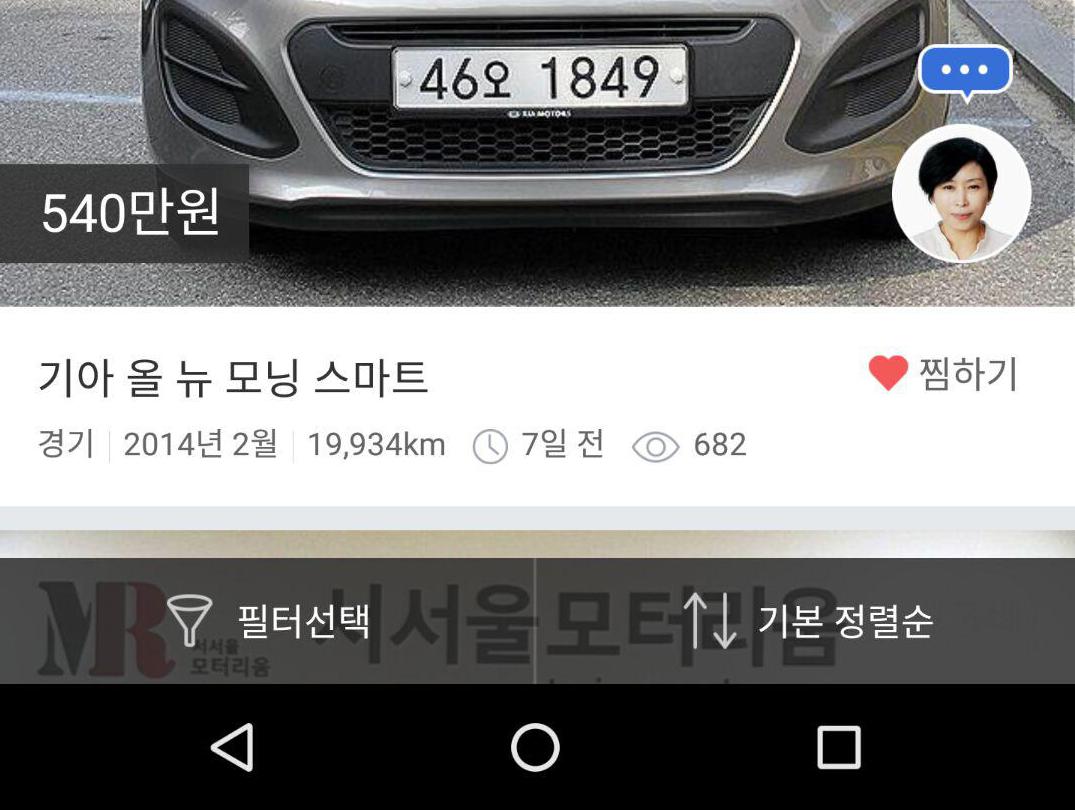 46오 1849
KIA MOTORS
540만원
기아 올 뉴 모닝 스마트
찜하기
경기 2014년 2월 19,934km 7일 전 682
MR 서서울모터리움
서서울
모터리움
필터선택
기본 정렬순